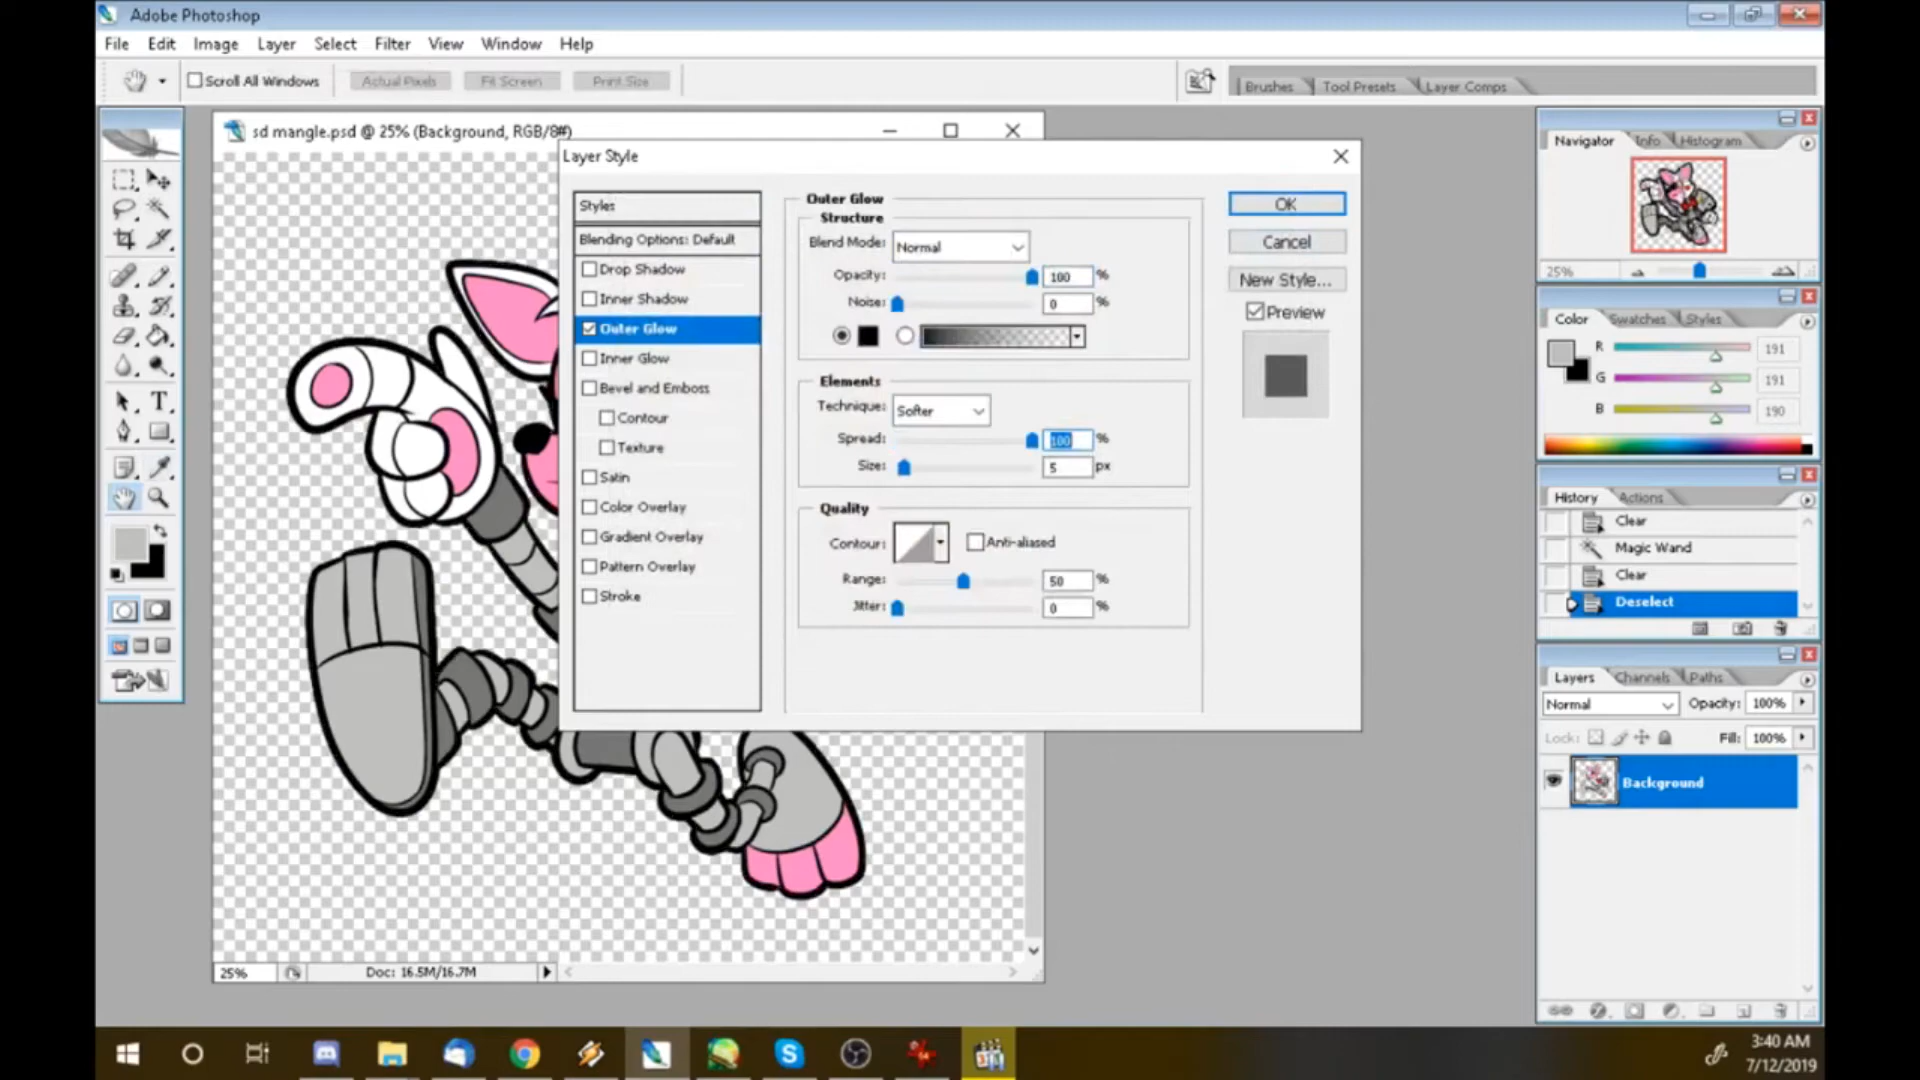 Adobe Photoshop
File Edit Image Layer Select Filter View Window Help
Scroll All Windows Actual Pixels Fit Screen Print Size Brushes Tool Presets Layer Comps
sd mangle.psd @ 25% (Background, RGB/8#)
Layer Style
Styles
Blending Options: Default
Drop Shadow
Inner Shadow
Outer Glow
Inner Glow
Bevel and Emboss
Contour
Texture
Satin
Color Overlay
Gradient Overlay
Pattern Overlay
Stroke
Outer Glow
Structure
Blend Mode: Normal
Opacity: 100 %
Noise: 0 %
Elements
Technique: Softer
Spread: 100 %
Size: 5 px
Quality
Contour: Anti-aliased
Range: 50 %
Jitter: 0 %
OK
Cancel
New Style...
Preview
Navigator Info Histogram
25%
Color Swatches Styles
R 191
G 191
B 190
History Actions
Clear
Magic Wand
Clear
Deselect
Layers Channels Paths
Normal Opacity: 100%
Lock: Fill: 100%
Background
25% Doc: 16.5M/16.7M
3:40 AM
7/12/2019